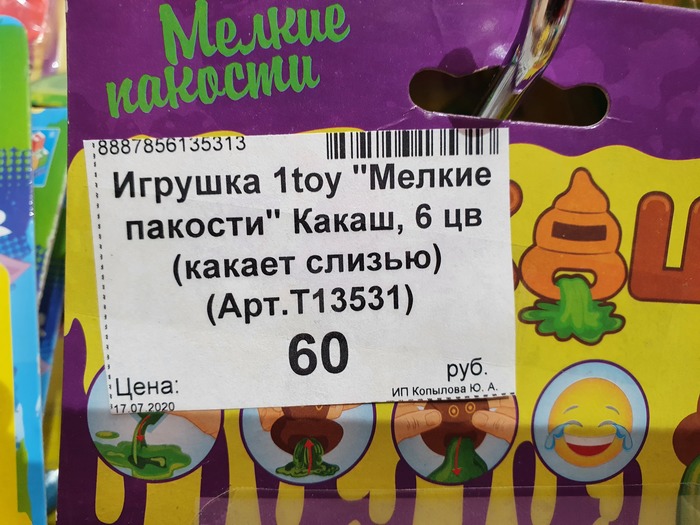 Мелкие
пакости
8887856135313
Игрушка 1toy "Мелкие
пакости" Какаш, 6 цв
(какает слизью)
(Арт.Т13531)
60
Цена:
руб.
17.07.2020
ИП Копылова Ю. А.